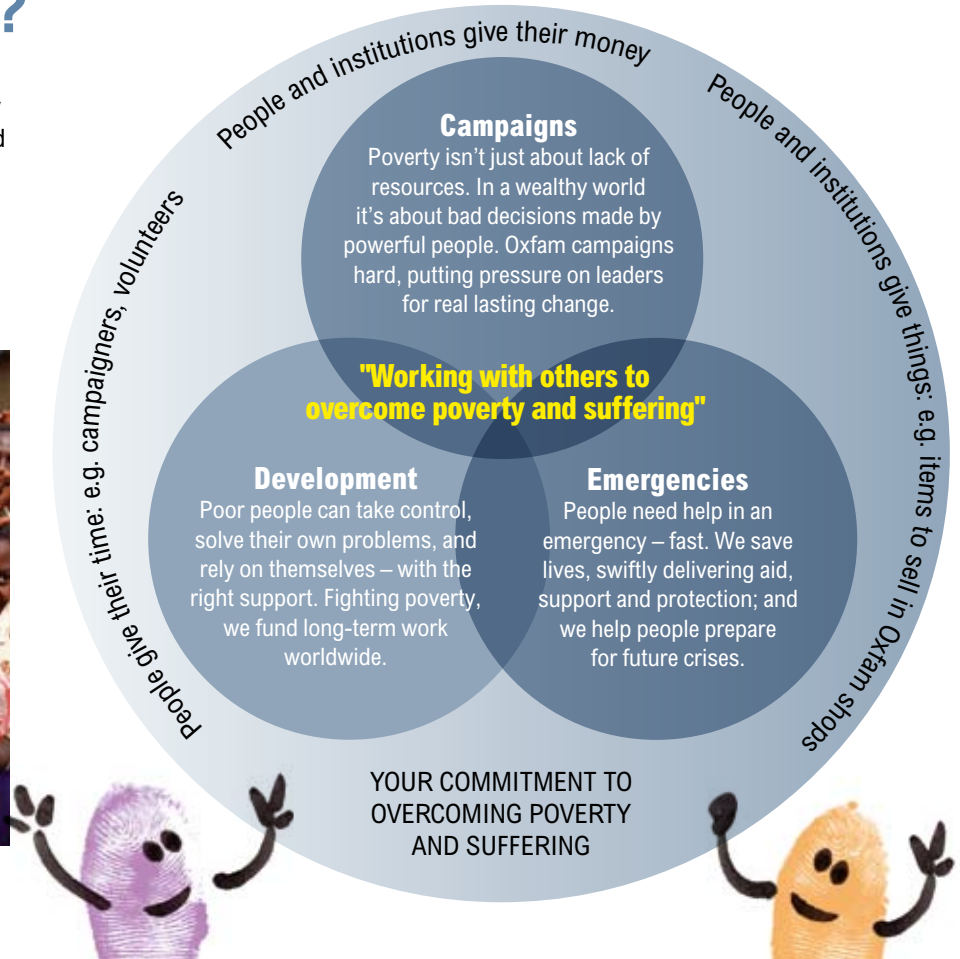 ?
d
People and institutions give their money
People and institutions give things: e.g. items to sell in Oxfam shops
People give their time: e.g. campaigners, volunteers
Campaigns
Poverty isn't just about lack of
resources. In a wealthy world
it's about bad decisions made by
powerful people. Oxfam campaigns
hard, putting pressure on leaders
for real lasting change.
"Working with others to
overcome poverty and suffering"
Development
Poor people can take control,
solve their own problems, and
rely on themselves – with the
right support. Fighting poverty,
we fund long-term work
worldwide.
Emergencies
People need help in an
emergency – fast. We save
lives, swiftly delivering aid,
support and protection; and
we help people prepare
for future crises.
YOUR COMMITMENT TO
OVERCOMING POVERTY
AND SUFFERING